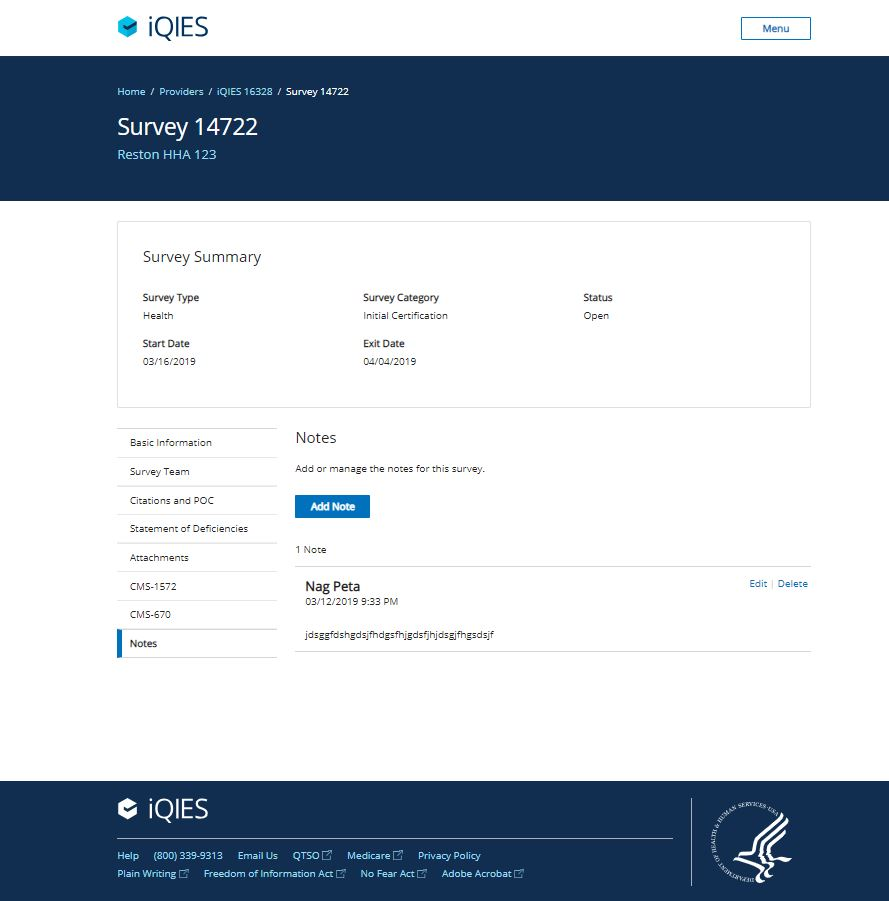 iQIES
Menu
Home / Providers / iQIES 16328 / Survey 14722
Survey 14722
Reston HHA 123
Survey Summary
Survey Type Survey Category Status
Health Initial Certification Open
Start Date Exit Date
03/16/2019 04/04/2019
Basic Information
Survey Team
Citations and POC
Statement of Deficiencies
Attachments
CMS-1572
CMS-670
Notes
Notes
Add or manage the notes for this survey.
Add Note
1 Note
Nag Peta Edit | Delete
03/12/2019 9:33 PM
jdsggfdshgdsjfhdgsfhjgdsfjhjdsgjfhgsdsjf
iQIES
Help (800) 339-9313 Email Us QTSO Medicare Privacy Policy
Plain Writing Freedom of Information Act No Fear Act Adobe Acrobat
DEPARTMENT OF HEALTH & HUMAN SERVICES · USA